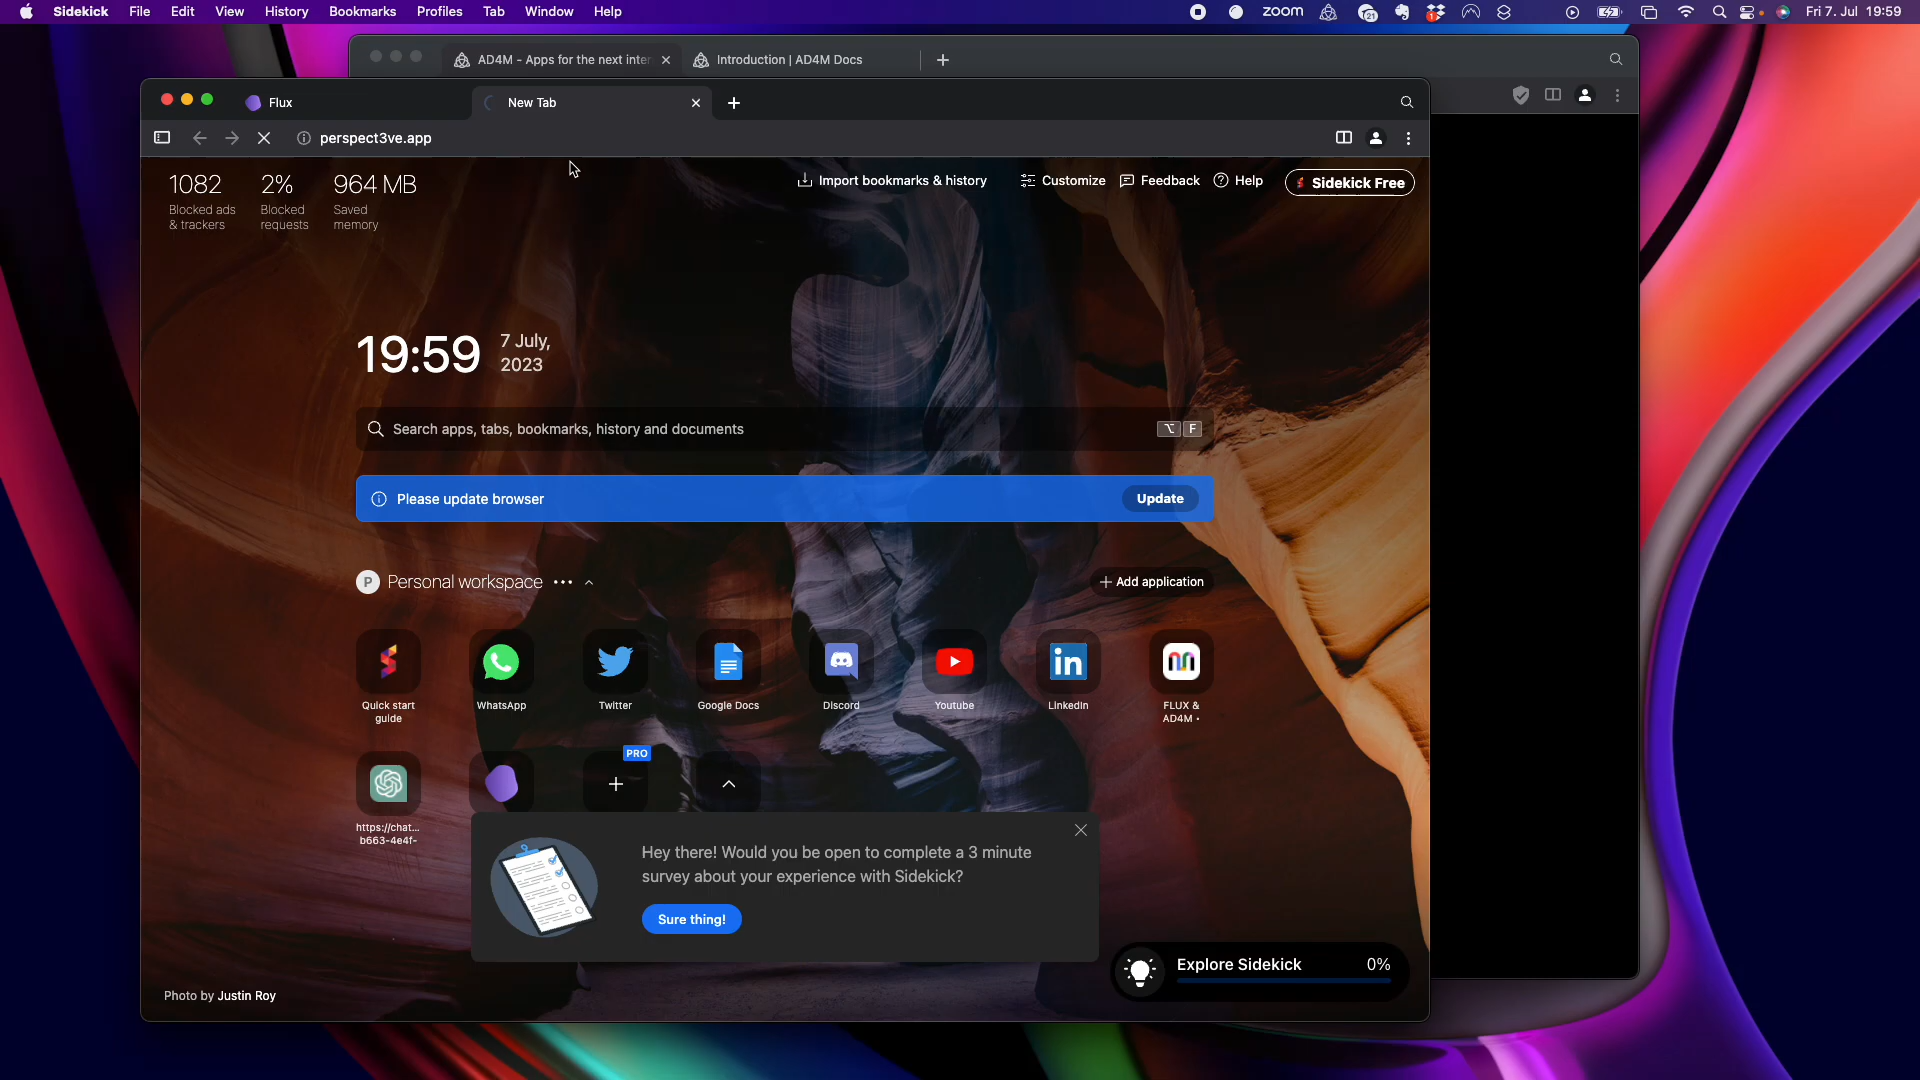 Sidekick File Edit View History Bookmarks Profiles Tab Window Help
zoom 21 1 Fri 7. Jul 19:59
AD4M - Apps for the next inter
Introduction | AD4M Docs
Flux
New Tab
perspect3ve.app
1082
Blocked ads
& trackers
2%
Blocked
requests
964 MB
Saved
memory
Import bookmarks & history
Customize
Feedback
Help
Sidekick Free
19:59
7 July,
2023
Search apps, tabs, bookmarks, history and documents
⌥ F
Please update browser
Update
P Personal workspace
Add application
Quick start
guide
WhatsApp
Twitter
Google Docs
Discord
Youtube
LinkedIn
FLUX &
AD4M •
PRO
https://chat...
b663-4e4f-
Hey there! Would you be open to complete a 3 minute
survey about your experience with Sidekick?
Sure thing!
Explore Sidekick 0%
Photo by Justin Roy